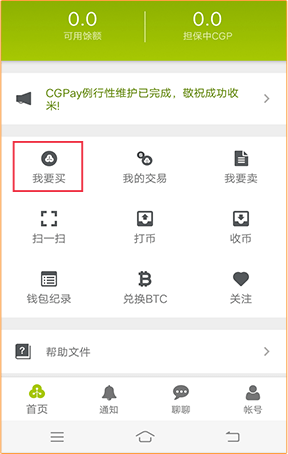 0.0
0.0
可用馀额
担保中CGP
CGPay例行性维护已完成，敬祝成功收
米!
我要买
我的交易
我要卖
扫一扫
打币
收币
钱包纪录
兑换BTC
关注
帮助文件
首页
通知
聊聊
帐号